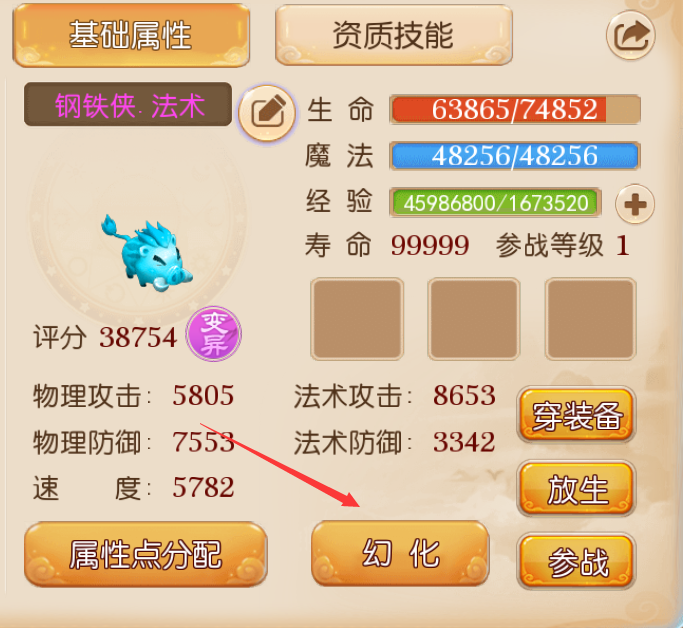 基础属性 资质技能
钢铁侠.法术
生 命 63865/74852
魔 法 48256/48256
经 验 45986800/1673520
寿 命 99999 参战等级 1
评分 38754 变异
物理攻击: 5805 法术攻击: 8653
物理防御: 7553 法术防御: 3342
速 度: 5782
穿装备
放生
属性点分配 幻 化 参战